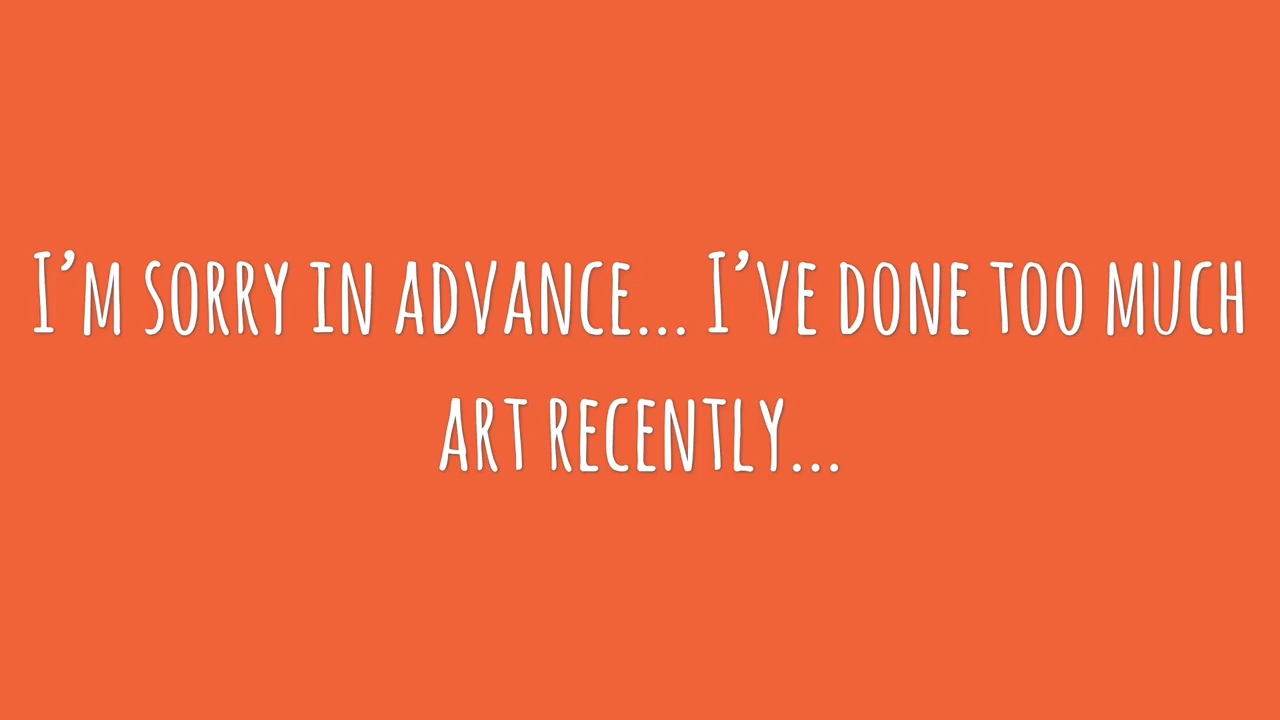 I’m sorry in advance... I’ve done too much
art recently...